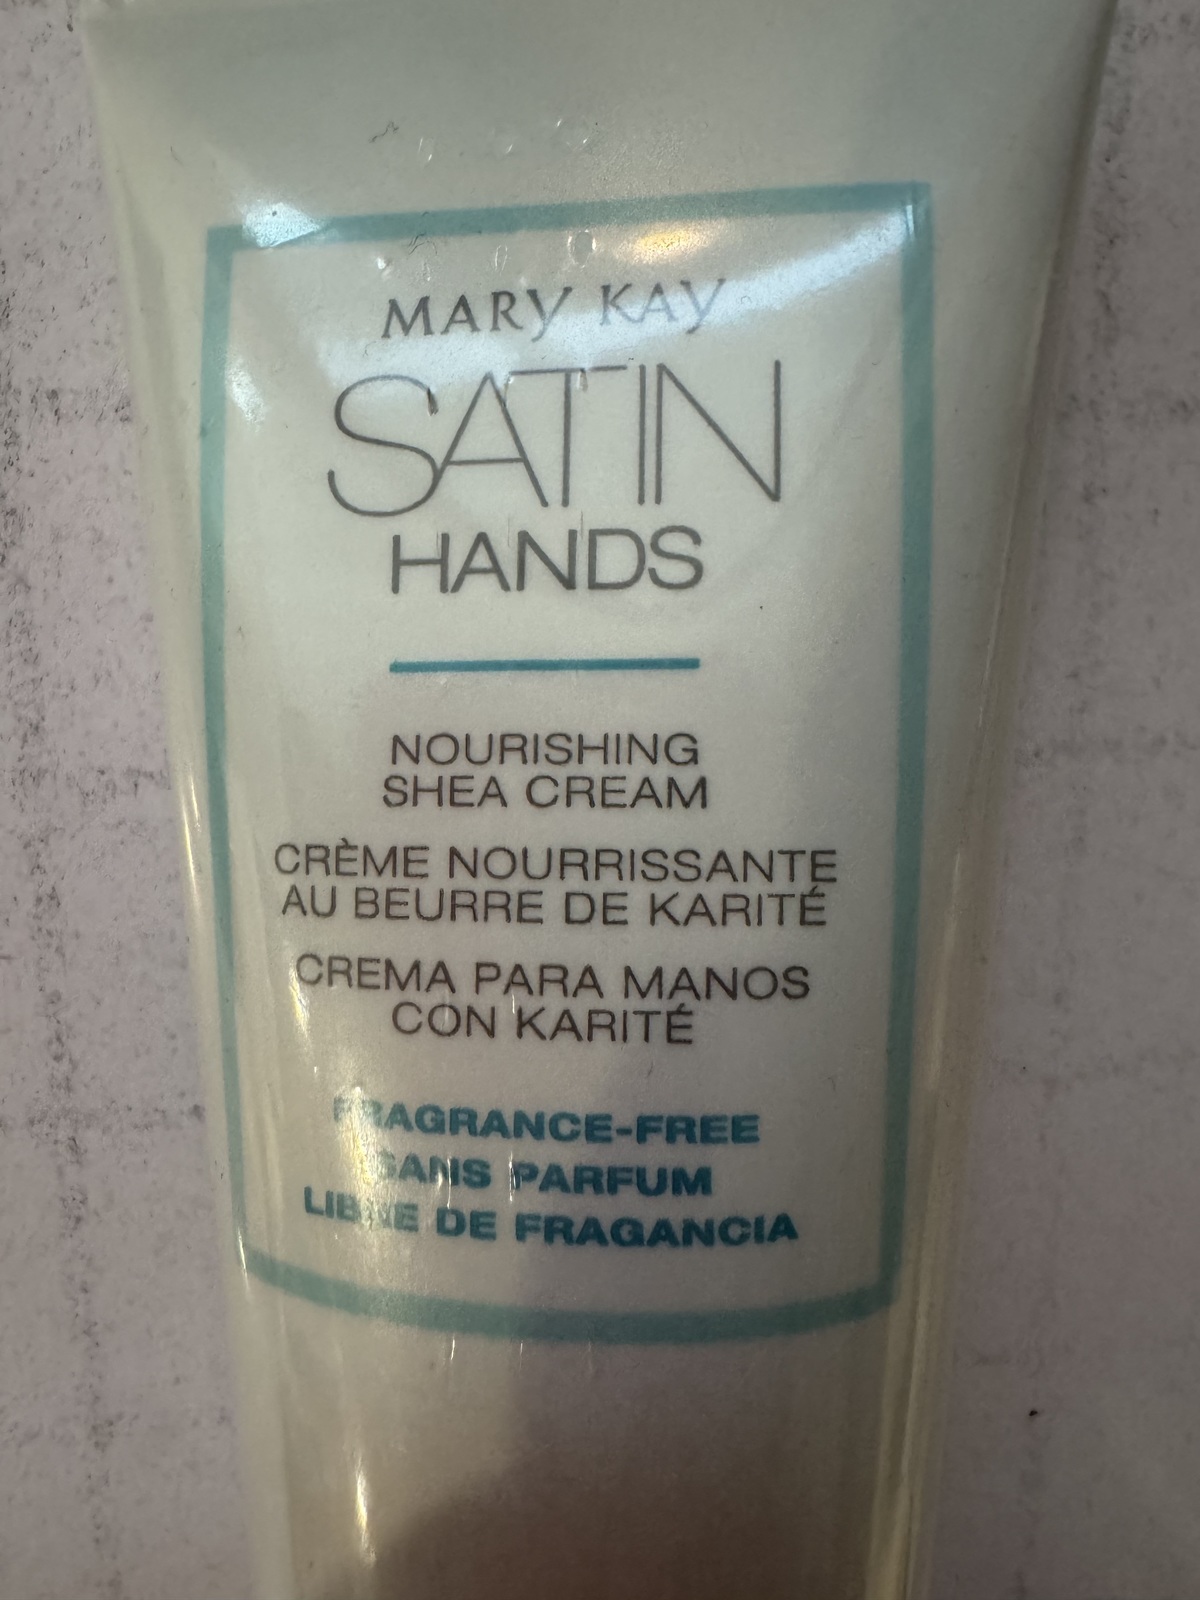 MARY KAY
SATIN
HANDS
NOURISHING
SHEA CREAM
CRÈME NOURRISSANTE
AU BEURRE DE KARITÉ
CREMA PARA MANOS
CON KARITÉ
FRAGRANCE-FREE
SANS PARFUM
LIBRE DE FRAGANCIA